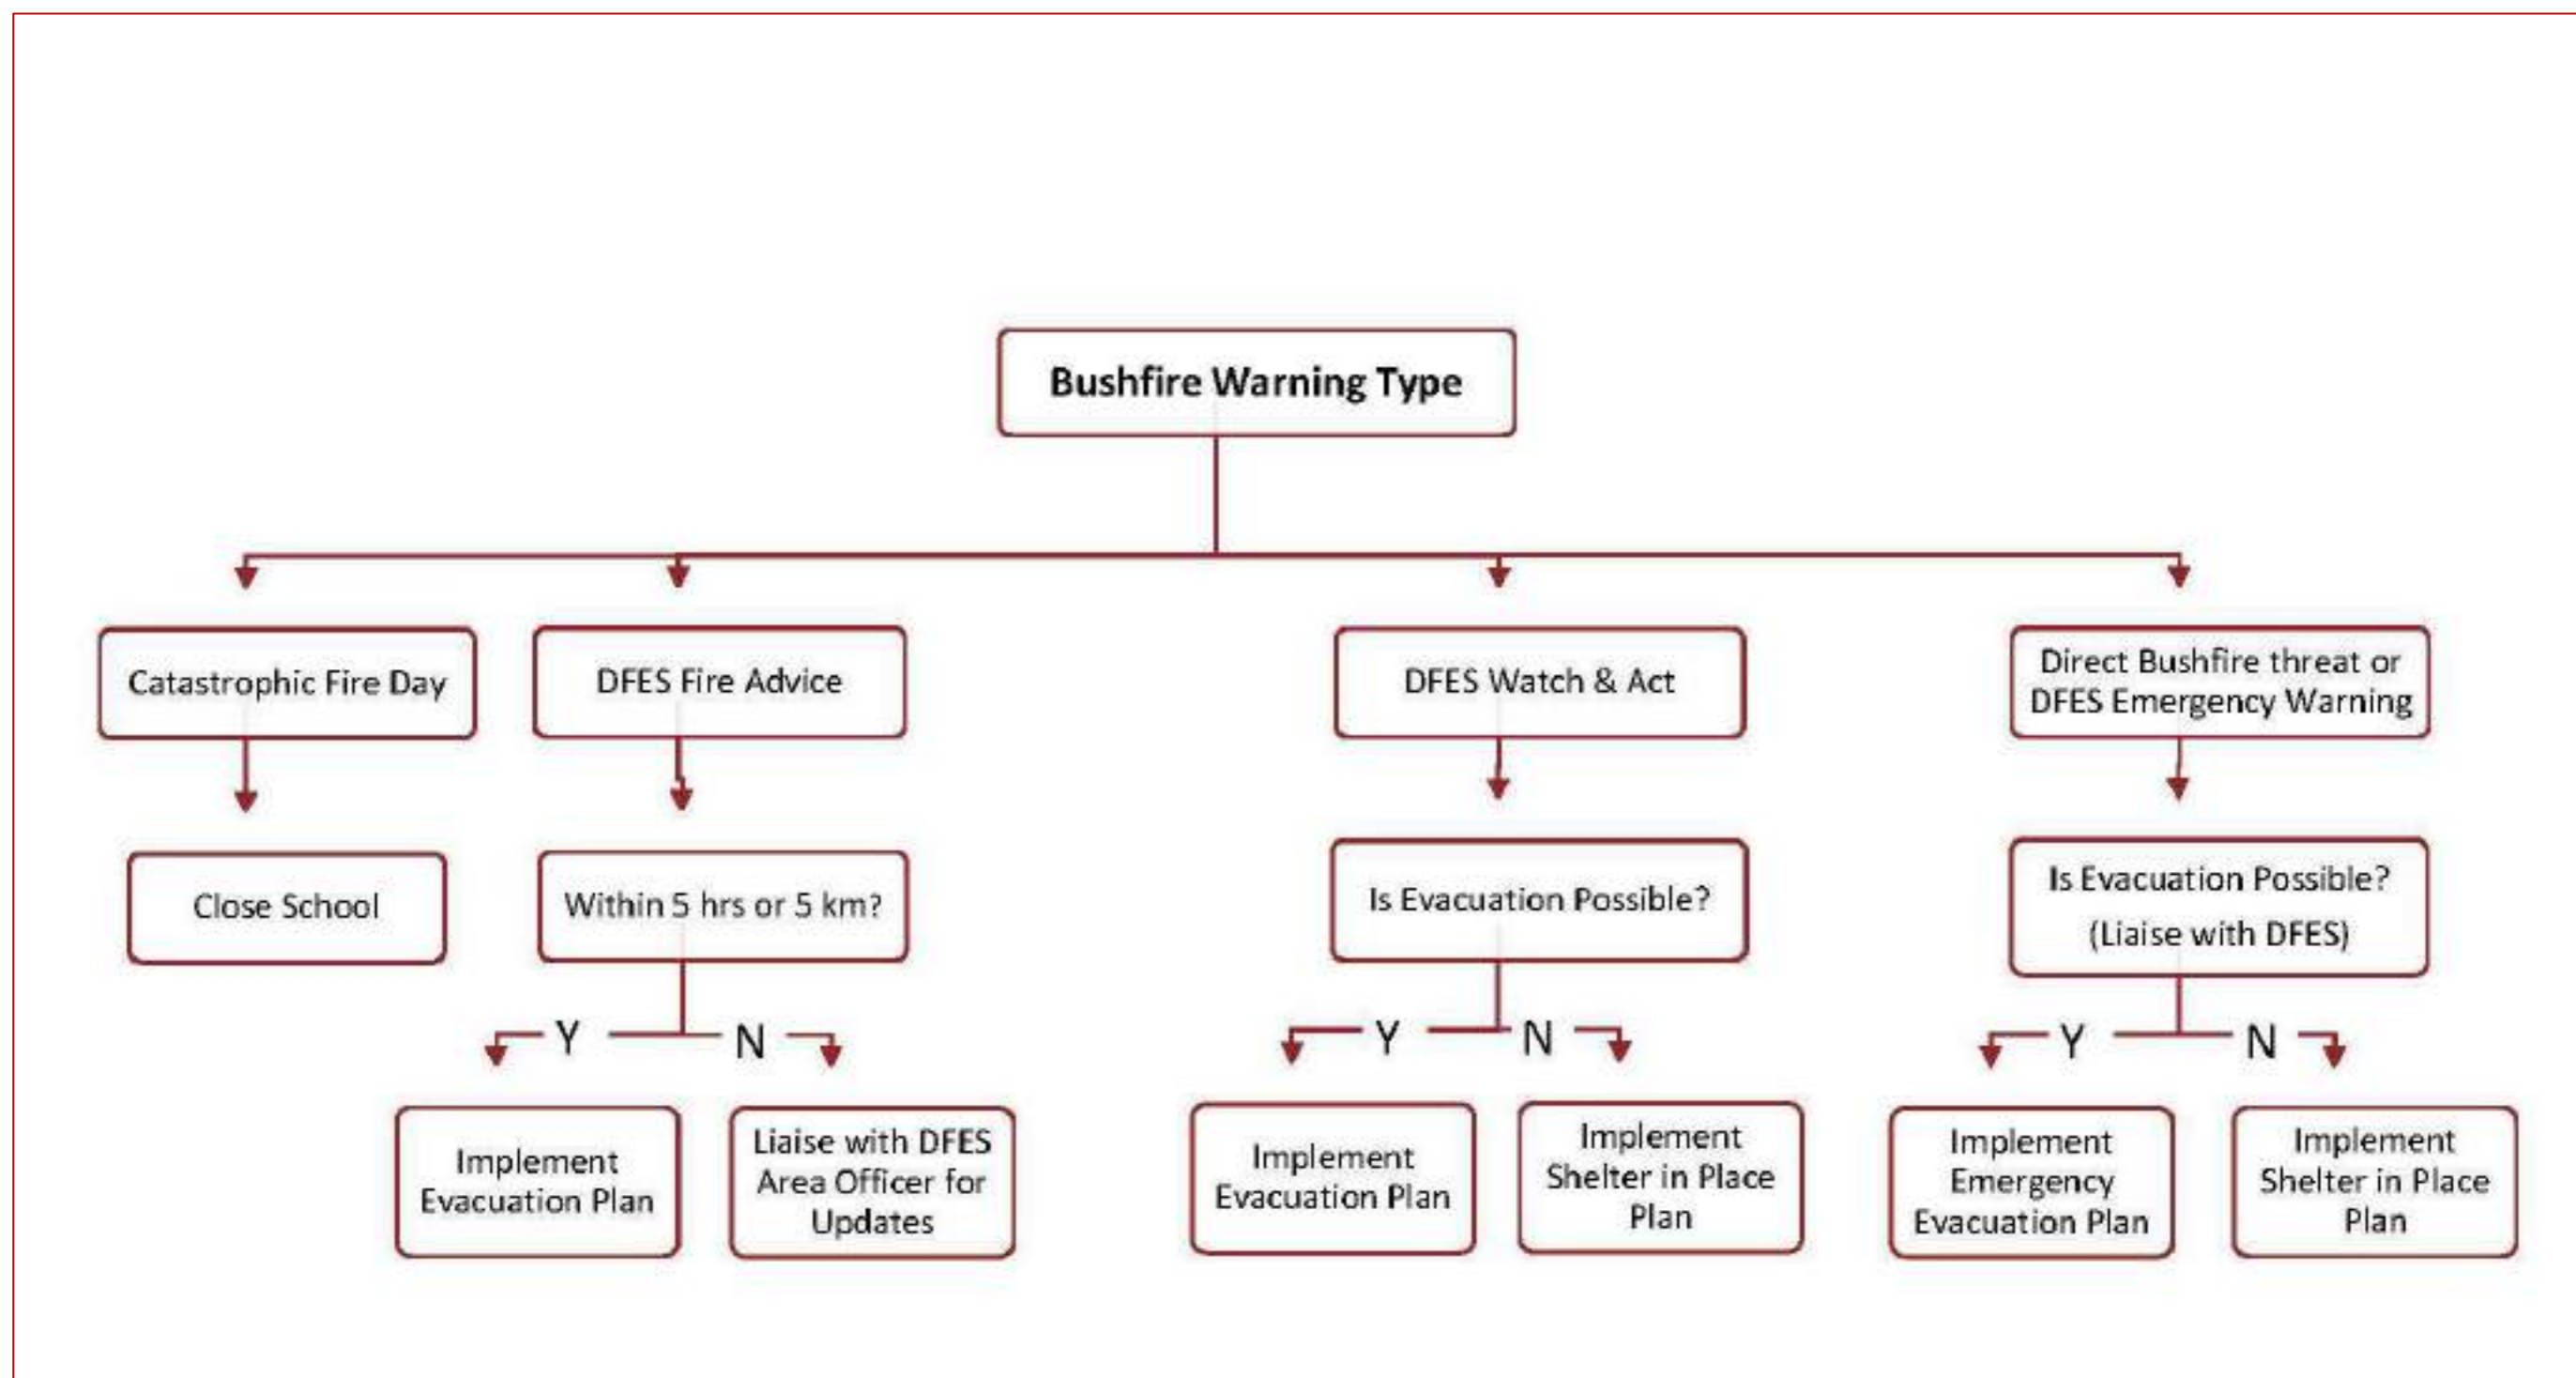 Bushfire Warning Type
Catastrophic Fire Day
DFES Fire Advice
DFES Watch & Act
Direct Bushfire threat or
DFES Emergency Warning
Close School
Within 5 hrs or 5 km?
Is Evacuation Possible?
Is Evacuation Possible?
(Liaise with DFES)
Y
N
Y
N
Y
N
Implement
Evacuation Plan
Liaise with DFES
Area Officer for
Updates
Implement
Evacuation Plan
Implement
Shelter in Place
Plan
Implement
Emergency
Evacuation Plan
Implement
Shelter in Place
Plan